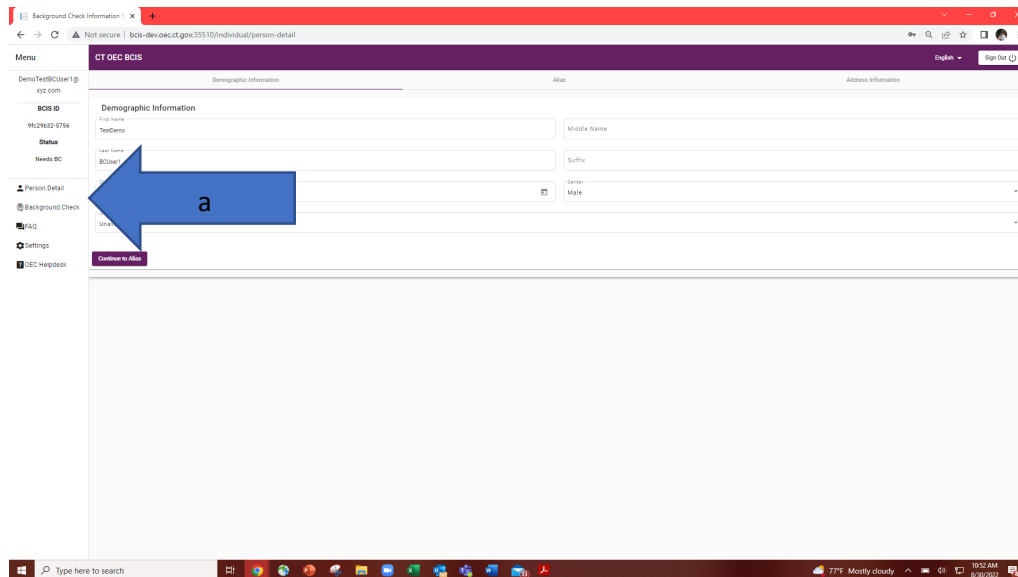 Background Check Information S
Not secure | bcis-dev.oec.ct.gov:35510/individual/person-detail
Menu
CT OEC BCIS
English
Sign Out
DemoTestBCUser1@
xyz.com
BCIS ID
9fc29b32-5756
Status
Needs BC
Person Detail
Background Check
FAQ
Settings
OEC Helpdesk
Demographic Information
Alias
Address Information
Demographic Information
First Name
TestDemo
Middle Name
Last Name
BCUser1
Suffix
Gender
Male
a
Continue to Alias
Type here to search
77°F Mostly cloudy
10:52 AM
8/30/2022